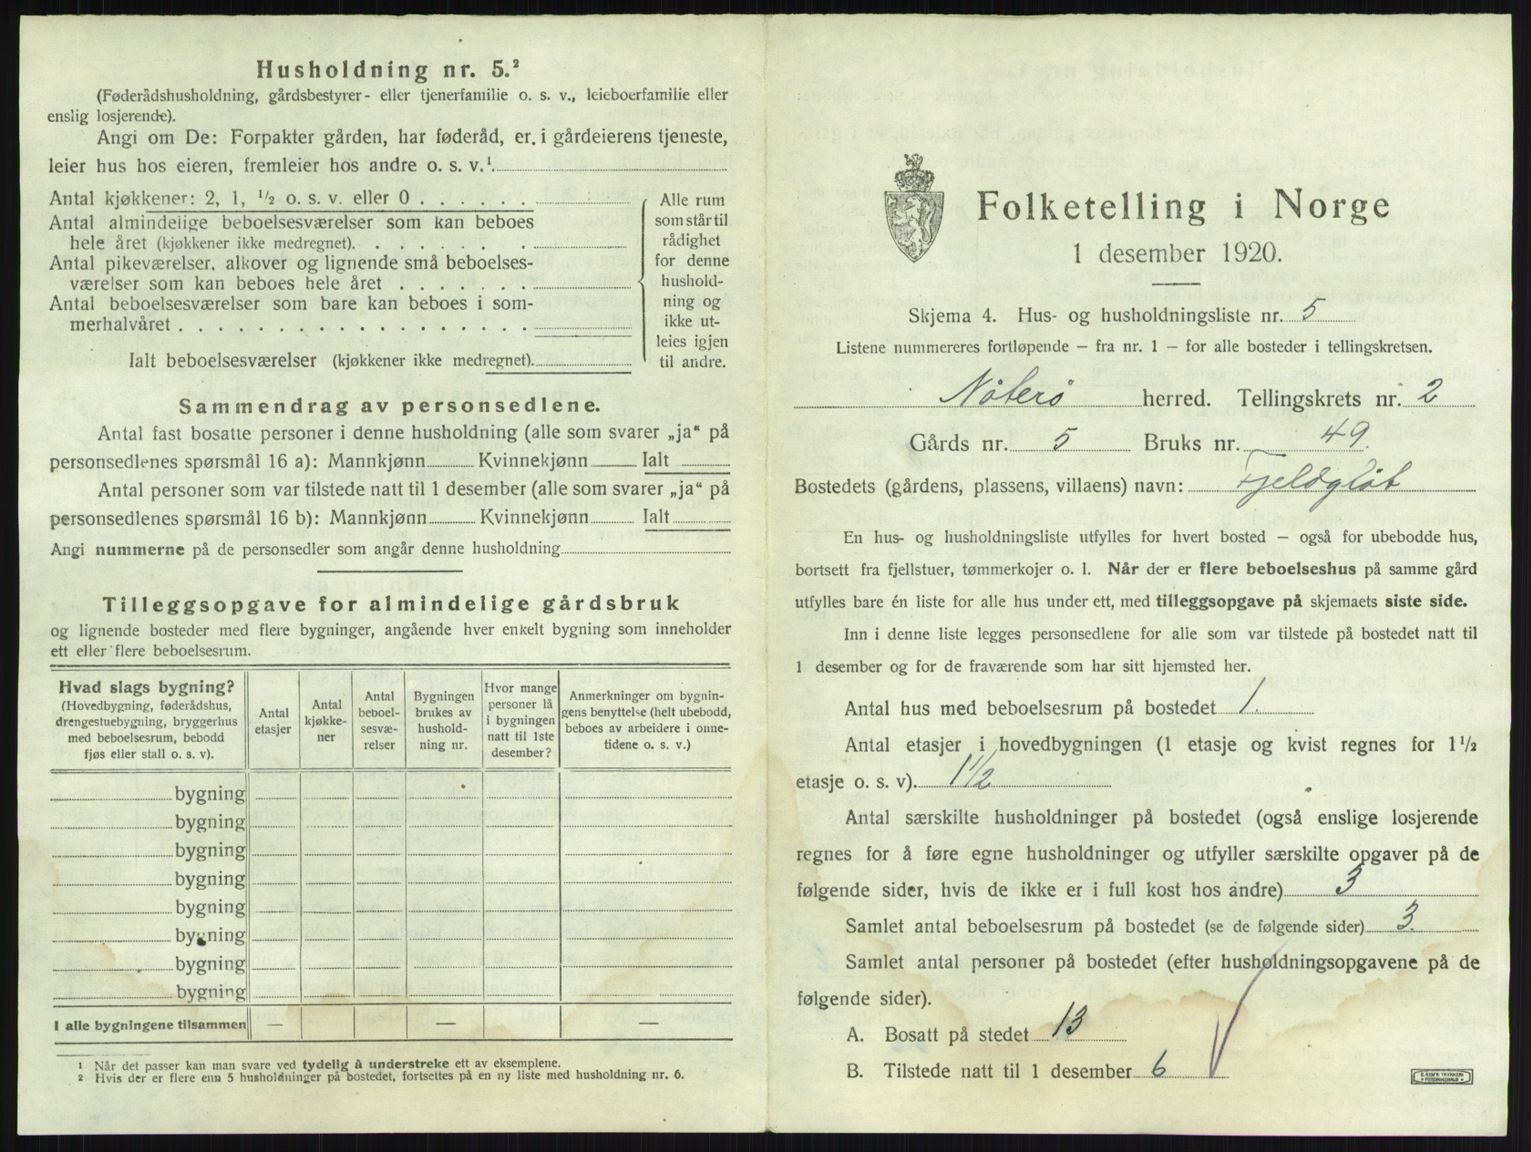 Husholdning nr. 5.²
(Føderådshusholdning, gårdsbestyrer- eller tjenerfamilie o. s. v., leieboerfamilie eller
enslig losjerende).
Angi om De: Forpakter gården, har føderåd, er i gårdeierens tjeneste,
leier hus hos eieren, fremleier hos andre o. s. v.¹.
Antal kjøkkener: 2, 1, ½ o. s. v. eller 0 . . . . . .
Antal almindelige beboelsesværelser som kan beboes
hele året (kjøkkener ikke medregnet). . . . . . . .
Antal pikeværelser, alkover og lignende små beboelses-
værelser som kan beboes hele året . . . . . . .
Antal beboelsesværelser som bare kan beboes i som-
merhalvåret . . . . . . . . . . . . . . . . . .
Ialt beboelsesværelser (kjøkkener ikke medregnet).
Alle rum
som står til
rådighet
for denne
hushold-
ning og
ikke ut-
leies igjen
til andre.
Sammendrag av personsedlene.
Antal fast bosatte personer i denne husholdning (alle som svarer „ja“ på
personsedlenes spørsmål 16 a): Mannkjønn Kvinnekjønn Ialt
Antal personer som var tilstede natt til 1 desember (alle som svarer „ja“ på
personsedlenes spørsmål 16 b): Mannkjønn Kvinnekjønn Ialt
Angi nummerne på de personsedler som angår denne husholdning
Tilleggsopgave for almindelige gårdsbruk
og lignende bosteder med flere bygninger, angående hver enkelt bygning som inneholder
ett eller flere beboelsesrum.
Hvad slags bygning?
(Hovedbygning, føderådshus,
drengestuebygning, bryggerhus
med beboelsesrum, bebodd
fjøs eller stall o. s. v).
Antal
etasjer
Antal
kjøkke-
ner
Antal
beboel-
sesvæ-
relser
Bygningen
brukes av
hushold-
ning nr.
Hvor mange
personer lå
i bygningen
natt til 1ste
desember?
Anmerkninger om bygnin-
gens benyttelse (helt ubebodd,
beboes av arbeidere i onne-
tidene o. s. v.)
bygning
bygning
bygning
bygning
bygning
bygning
bygning
bygning
I alle bygningene tilsammen — — —
¹ Når det passer kan man svare ved tydelig å understreke ett av eksemplene.
² Hvis der er flere enn 5 husholdninger på bostedet, fortsettes på en ny liste med husholdning nr. 6.
Folketelling i Norge
1 desember 1920.
Skjema 4. Hus- og husholdningsliste nr. 5
Listene nummereres fortløpende — fra nr. 1 — for alle bosteder i tellingskretsen.
Nøterø herred. Tellingskrets nr. 2
Gårds nr. 5 Bruks nr. 49.
Bostedets (gårdens, plassens, villaens) navn: Fjeldgløt
En hus- og husholdningsliste utfylles for hvert bosted — også for ubebodde hus,
bortsett fra fjellstuer, tømmerkojer o. l. Når der er flere beboelseshus på samme gård
utfylles bare én liste for alle hus under ett, med tilleggsopgave på skjemaets siste side.
Inn i denne liste legges personsedlene for alle som var tilstede på bostedet natt til
1 desember og for de fraværende som har sitt hjemsted her.
Antal hus med beboelsesrum på bostedet 1.
Antal etasjer i hovedbygningen (1 etasje og kvist regnes for 1½
etasje o. s. v). 1½
Antal særskilte husholdninger på bostedet (også enslige losjerende
regnes for å føre egne husholdninger og utfyller særskilte opgaver på de
følgende sider, hvis de ikke er i full kost hos andre) 3
Samlet antal beboelsesrum på bostedet (se de følgende sider) 3.
Samlet antal personer på bostedet (efter husholdningsopgavene på de
følgende sider).
A. Bosatt på stedet 13
B. Tilstede natt til 1 desember 6